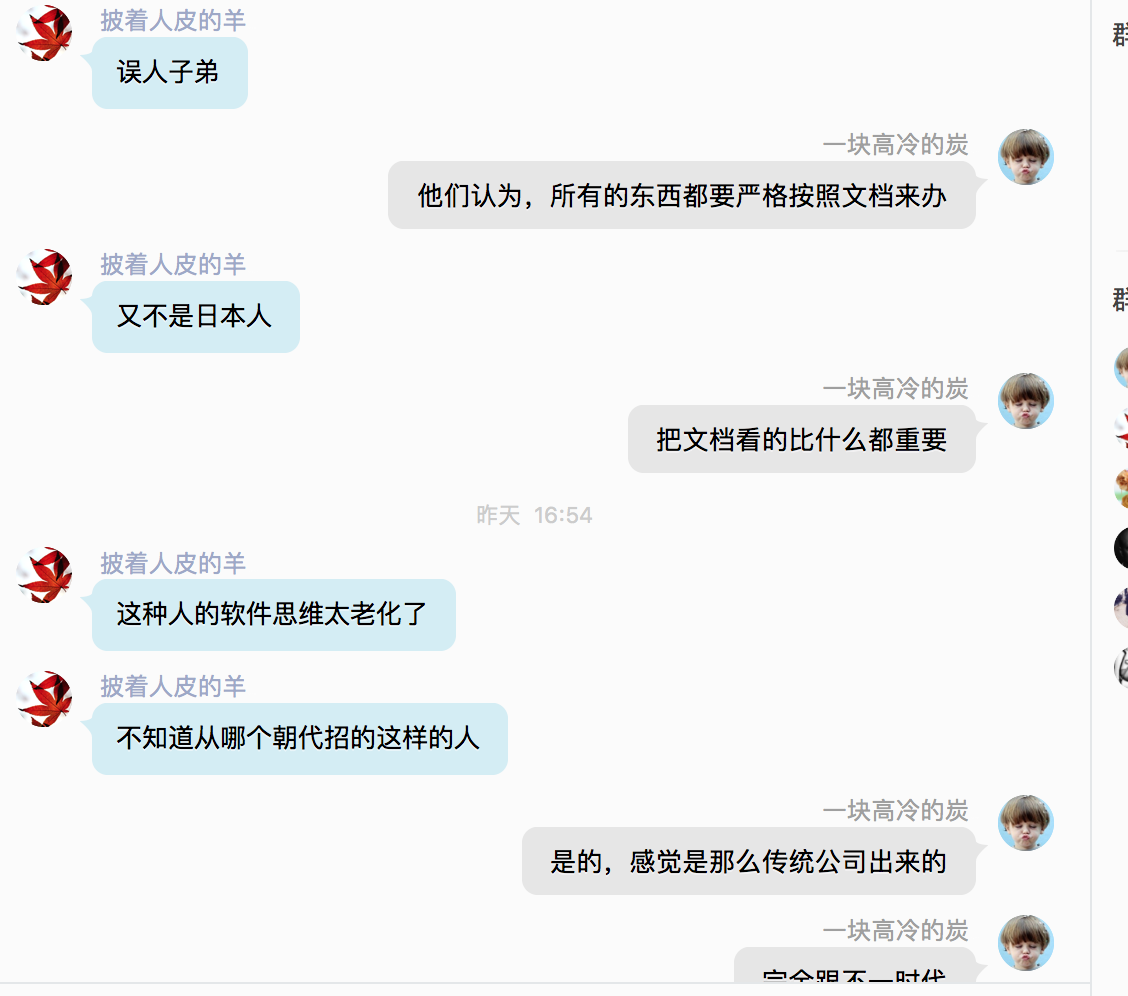 披着人皮的羊
误人子弟
群
一块高冷的炭
他们认为，所有的东西都要严格按照文档来办
披着人皮的羊
又不是日本人
群
一块高冷的炭
把文档看的比什么都重要
昨天 16:54
披着人皮的羊
这种人的软件思维太老化了
披着人皮的羊
不知道从哪个朝代招的这样的人
一块高冷的炭
是的，感觉是那么传统公司出来的
一块高冷的炭
完全跟不一时代